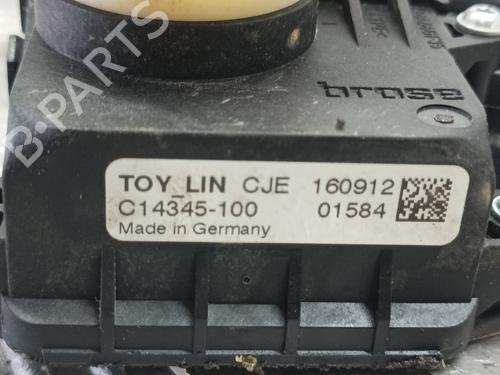 brose
TOY_LIN CJE 160912
C14345-100 01584
Made in Germany
B-PARTS